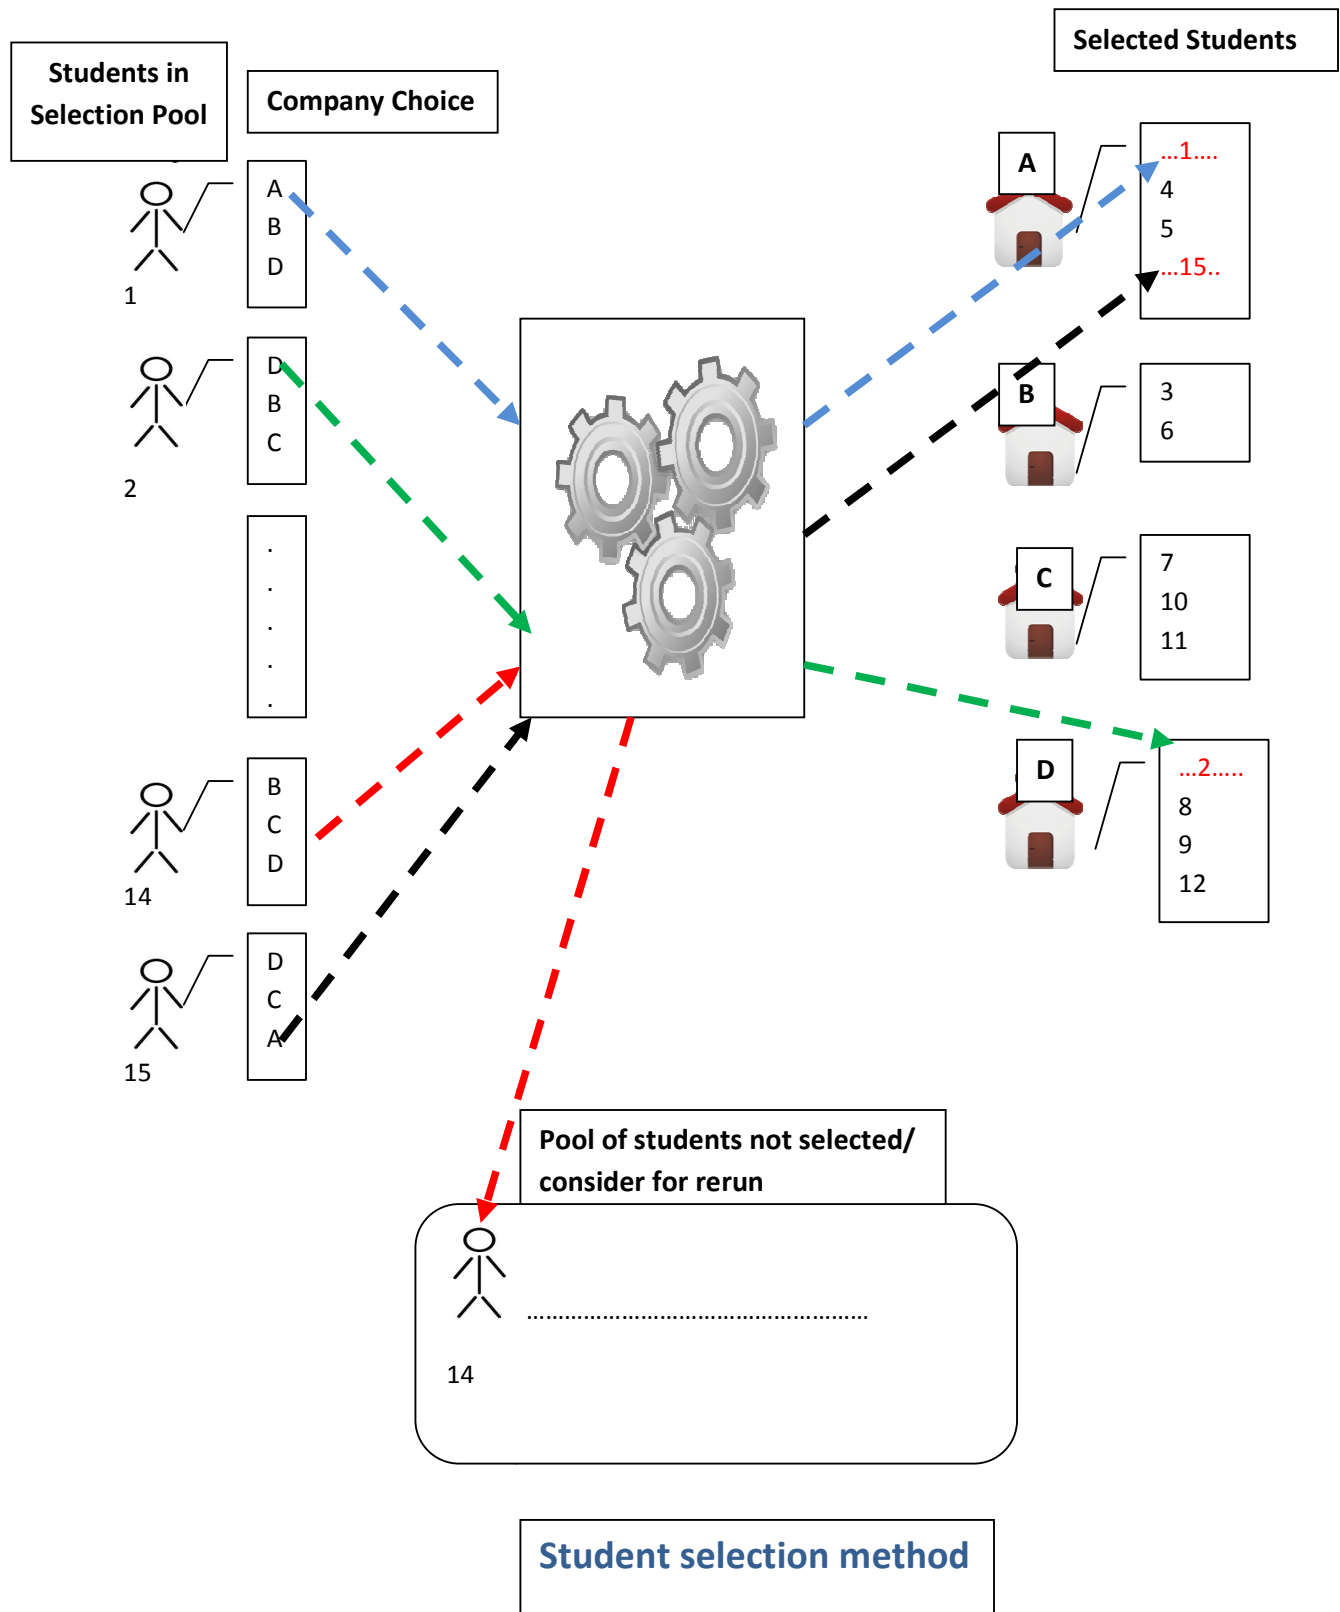 Students in
Selection Pool
Company Choice
Selected Students
A
B
D
1
D
B
C
2
.
.
.
.
.
B
C
D
14
D
C
A
15
A
…1….
4
5
…15..
B
3
6
C
7
10
11
D
…2…..
8
9
12
Pool of students not selected/
consider for rerun
………………………………………………
14
Student selection method